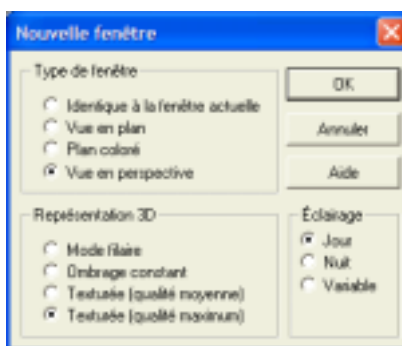 Nouvelle fenêtre
Type de fenêtre
Identique à la fenêtre actuelle
Vue en plan
Plan coloré
Vue en perspective
OK
Annuler
Aide
Représentation 3D
Mode filaire
Ombrage constant
Texturée (qualité moyenne)
Texturée (qualité maximum)
Éclairage
Jour
Nuit
Variable